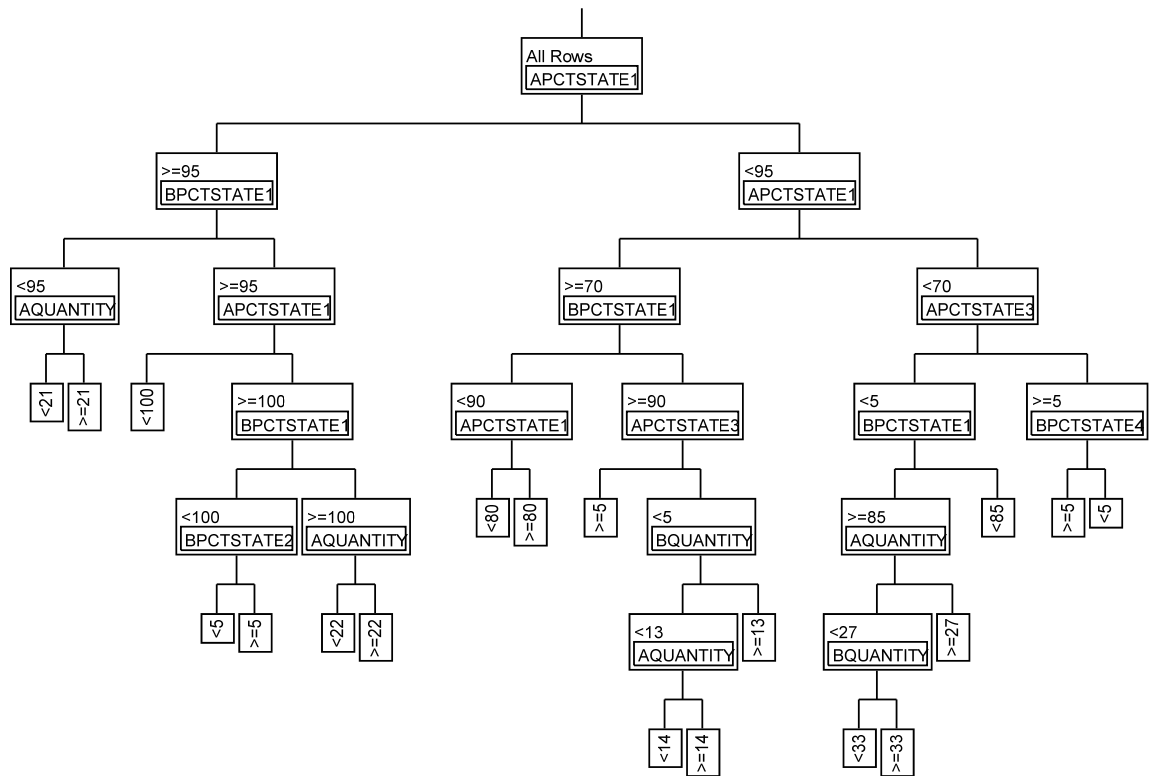 All Rows
APCTSTATE1
>=95
BPCTSTATE1
<95
APCTSTATE1
<95
AQUANTITY
>=95
APCTSTATE1
>=70
BPCTSTATE1
<70
APCTSTATE3
<21
>=21
<100
>=100
BPCTSTATE1
<90
APCTSTATE1
>=90
APCTSTATE3
<5
BPCTSTATE1
>=5
BPCTSTATE4
<100
BPCTSTATE2
>=100
AQUANTITY
<80
>=80
>=5
<5
BQUANTITY
>=85
AQUANTITY
<85
>=5
<5
<5
>=5
<22
>=22
<13
AQUANTITY
>=13
<27
BQUANTITY
>=27
<14
>=14
<33
>=33